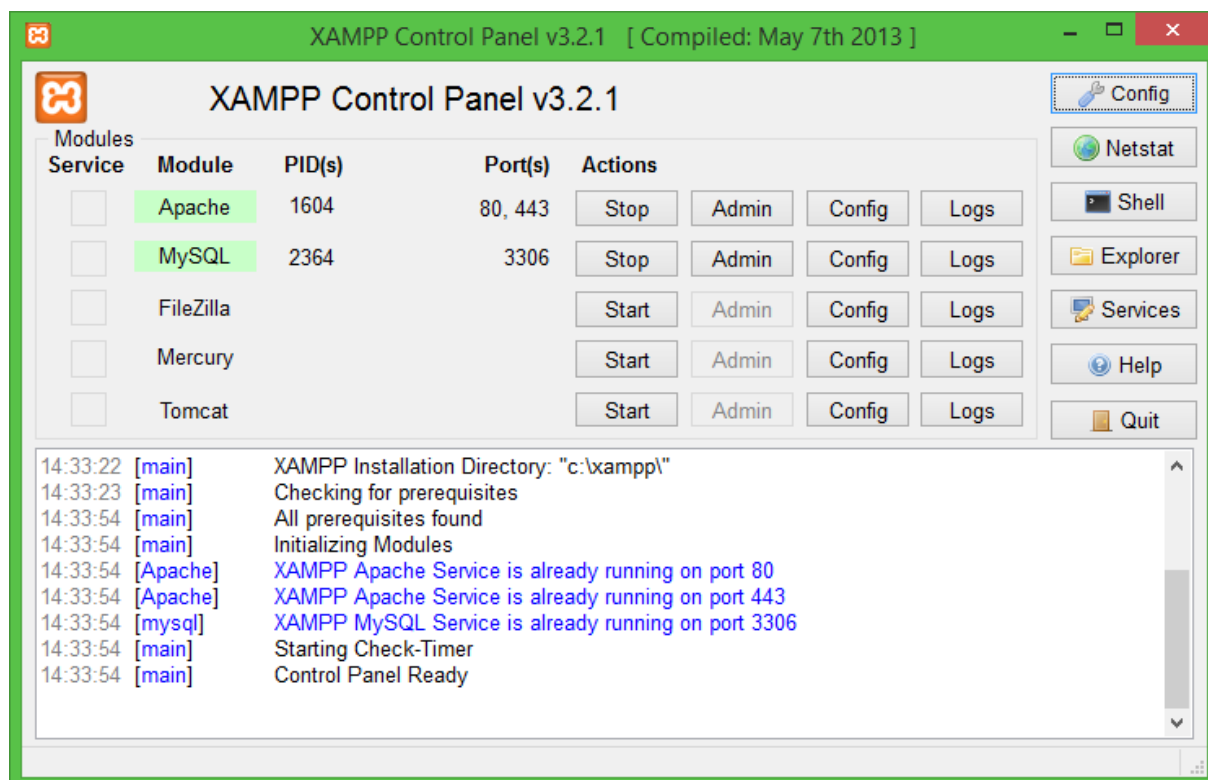 XAMPP Control Panel v3.2.1 [ Compiled: May 7th 2013 ]
XAMPP Control Panel v3.2.1
Config
Modules
Netstat
Service Module PID(s) Port(s) Actions
Apache 1604 80, 443 Stop Admin Config Logs
Shell
MySQL 2364 3306 Stop Admin Config Logs
Explorer
FileZilla Start Admin Config Logs
Services
Mercury Start Admin Config Logs
Help
Tomcat Start Admin Config Logs
Quit
14:33:22 [main] XAMPP Installation Directory: "c:\xampp\"
14:33:23 [main] Checking for prerequisites
14:33:54 [main] All prerequisites found
14:33:54 [main] Initializing Modules
14:33:54 [Apache] XAMPP Apache Service is already running on port 80
14:33:54 [Apache] XAMPP Apache Service is already running on port 443
14:33:54 [mysql] XAMPP MySQL Service is already running on port 3306
14:33:54 [main] Starting Check-Timer
14:33:54 [main] Control Panel Ready